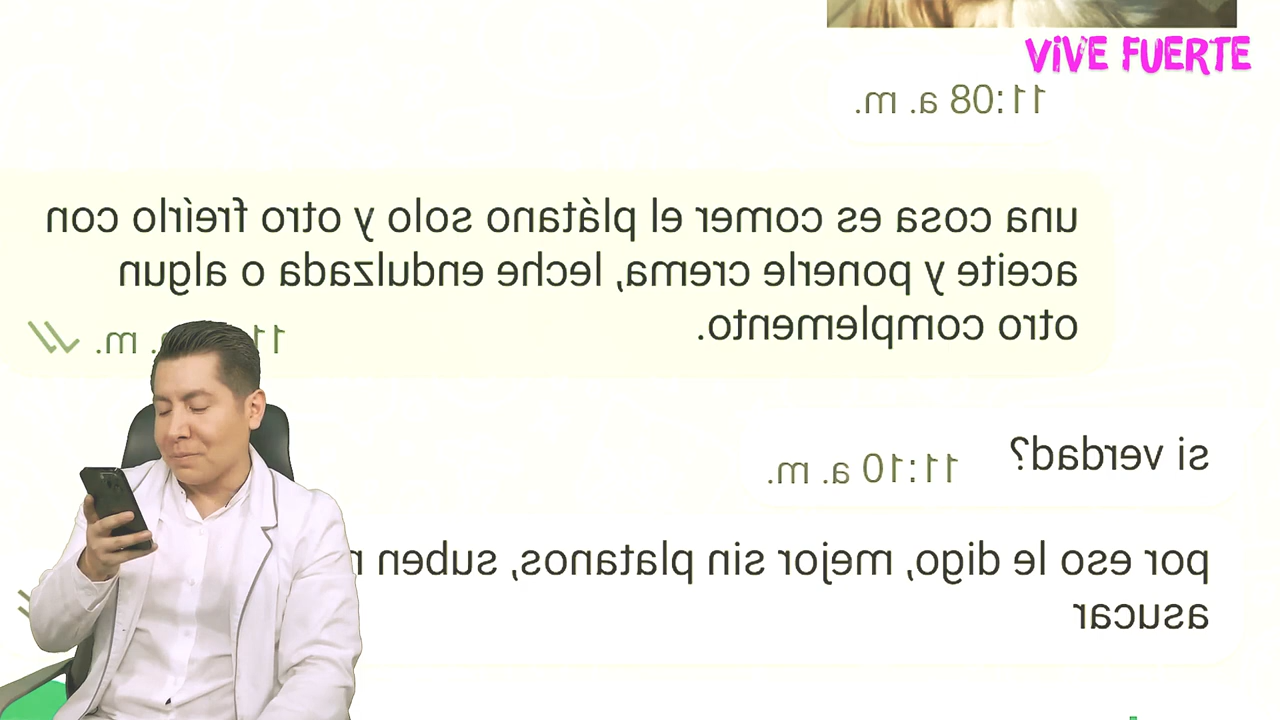 VIVE FUERTE
11:08 a. m.
una cosa es comer el plátano solo y otro freírlo con
aceite y ponerle crema, leche endulzada o algun
otro complemento.
si verdad?
11:10 a. m.
por eso le digo, mejor sin platanos, suben
asucar